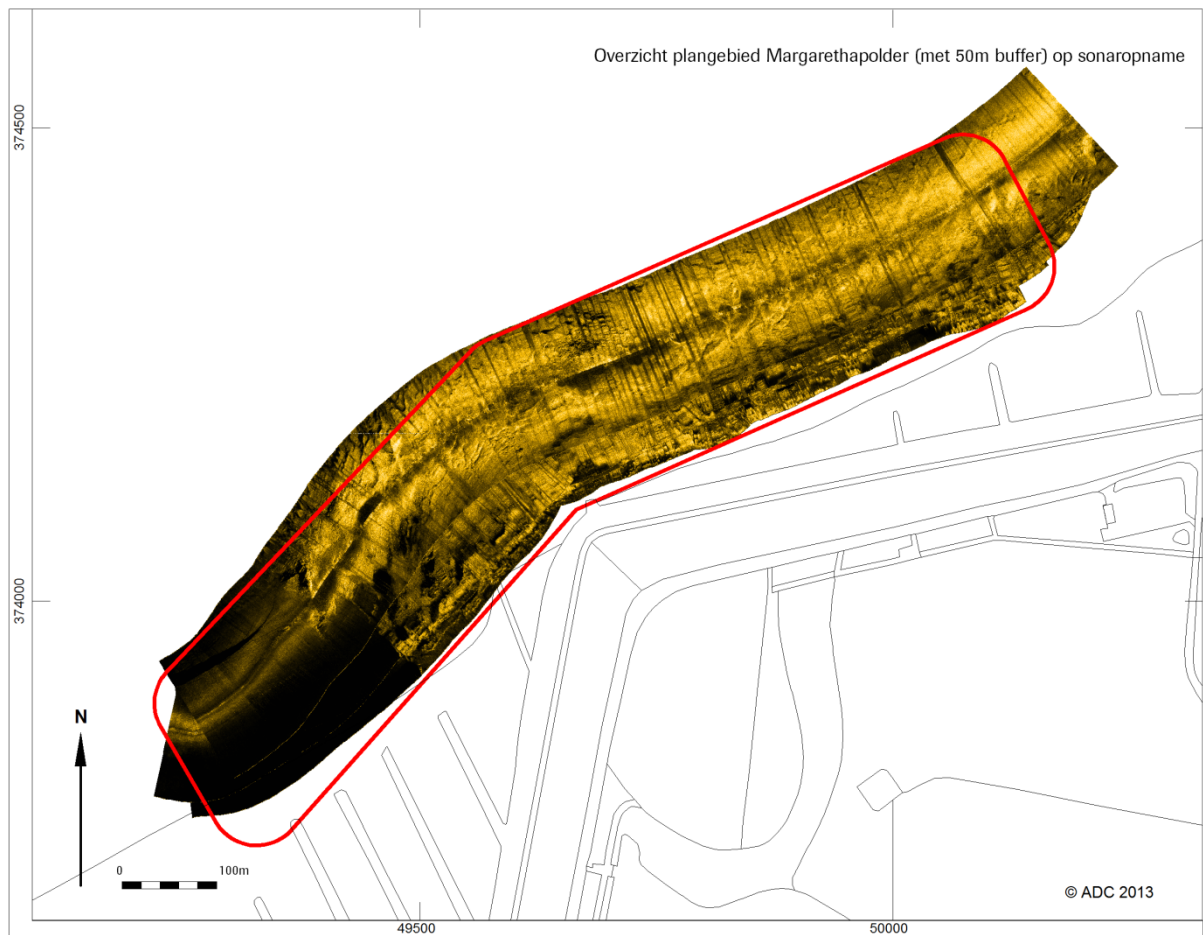 Overzicht plangebied Margarethapolder (met 50m buffer) op sonaropname
374500
374000
N
0 100m
© ADC 2013
49500 50000